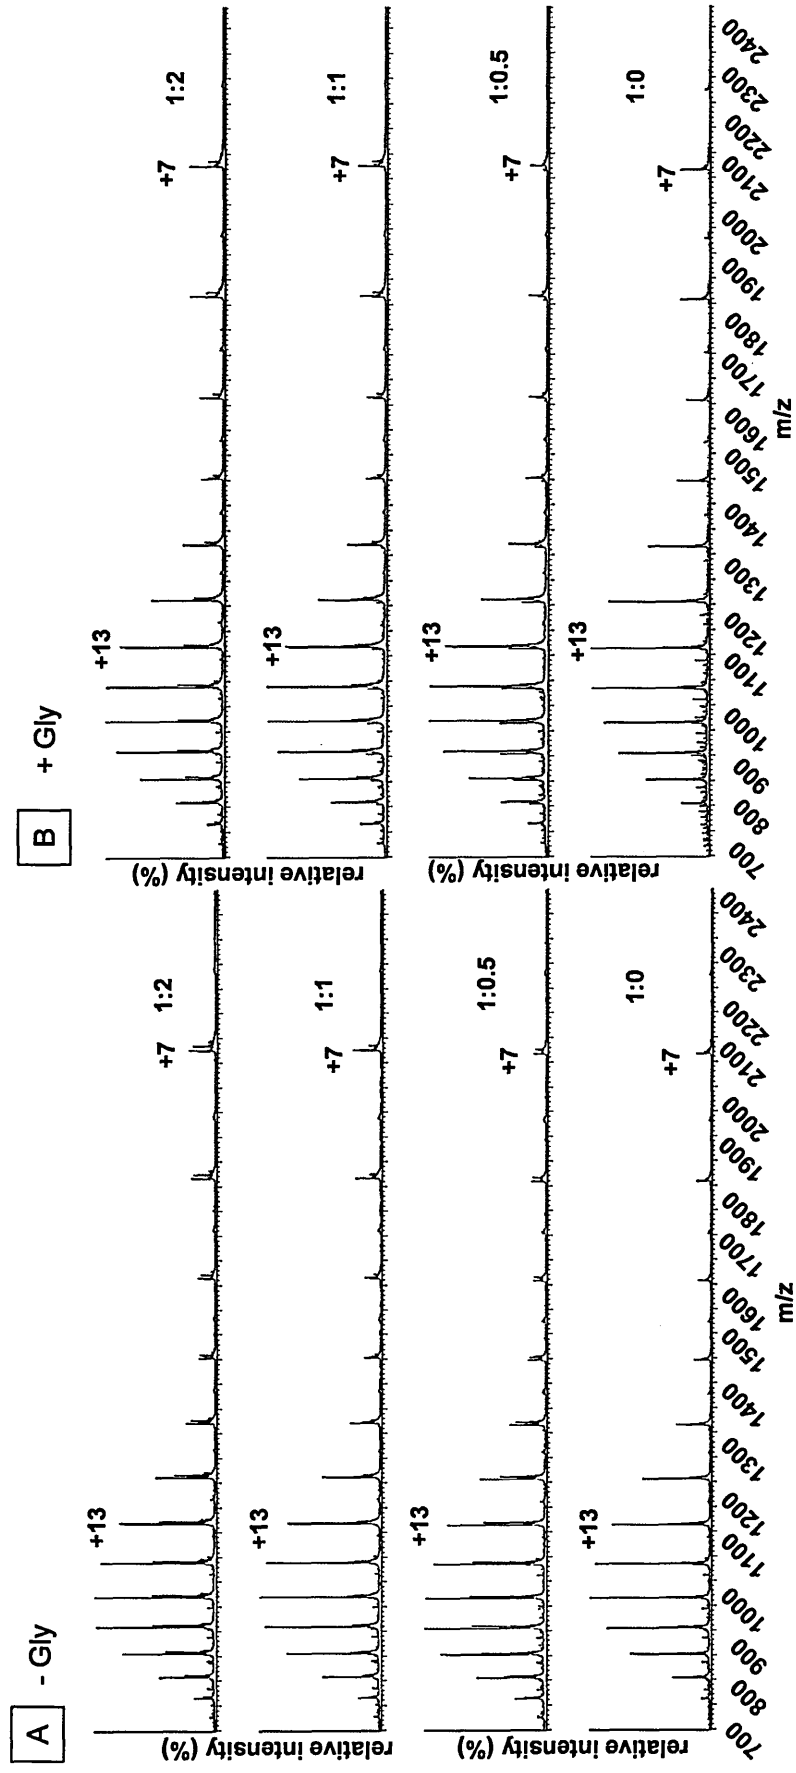 A - Gly
+13 +7 1:2
+13 +7 1:1
relative intensity (%)
+13 +7 1:0.5
+13 +7 1:0
relative intensity (%)
700 800 900 1000 1100 1200 1300 1400 1500 1600 1700 1800 1900 2000 2100 2200 2300 2400
m/z
B + Gly
+13 +7 1:2
+13 +7 1:1
relative intensity (%)
+13 +7 1:0.5
+13 +7 1:0
relative intensity (%)
700 800 900 1000 1100 1200 1300 1400 1500 1600 1700 1800 1900 2000 2100 2200 2300 2400
m/z